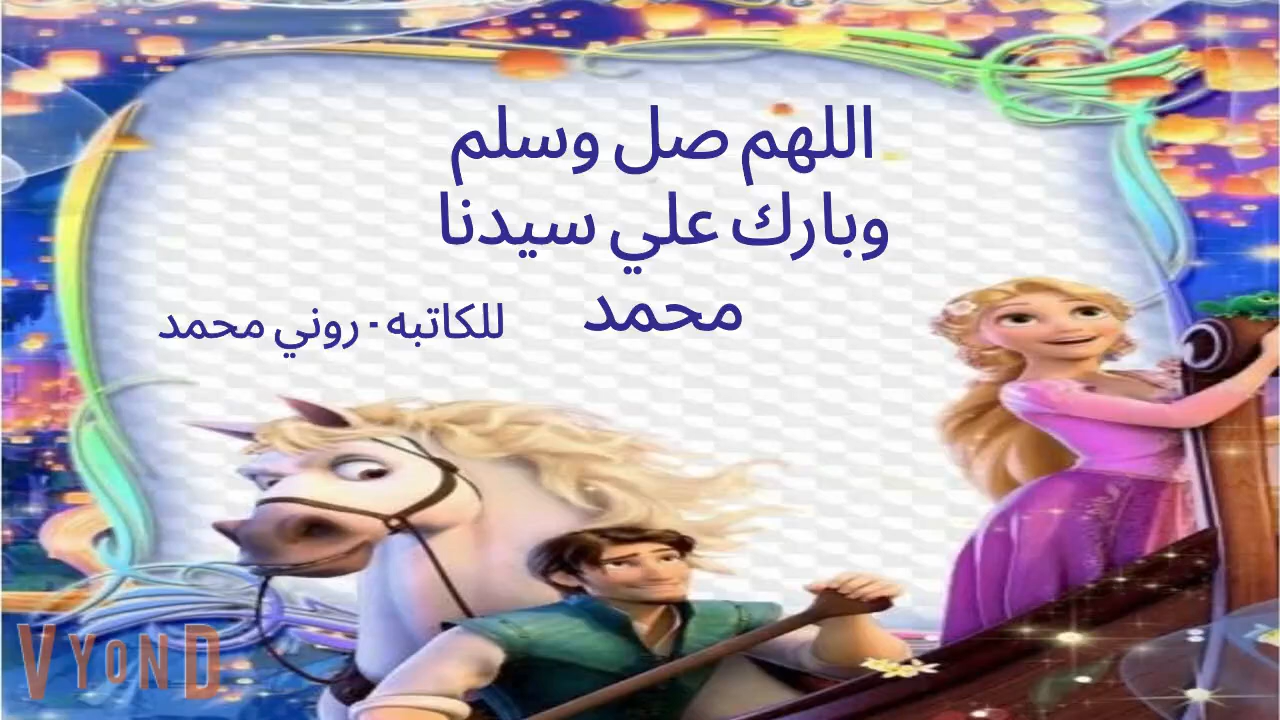 اللهم صل وسلم
وبارك علي سيدنا
محمد
للكاتبه - روني محمد
VYOND